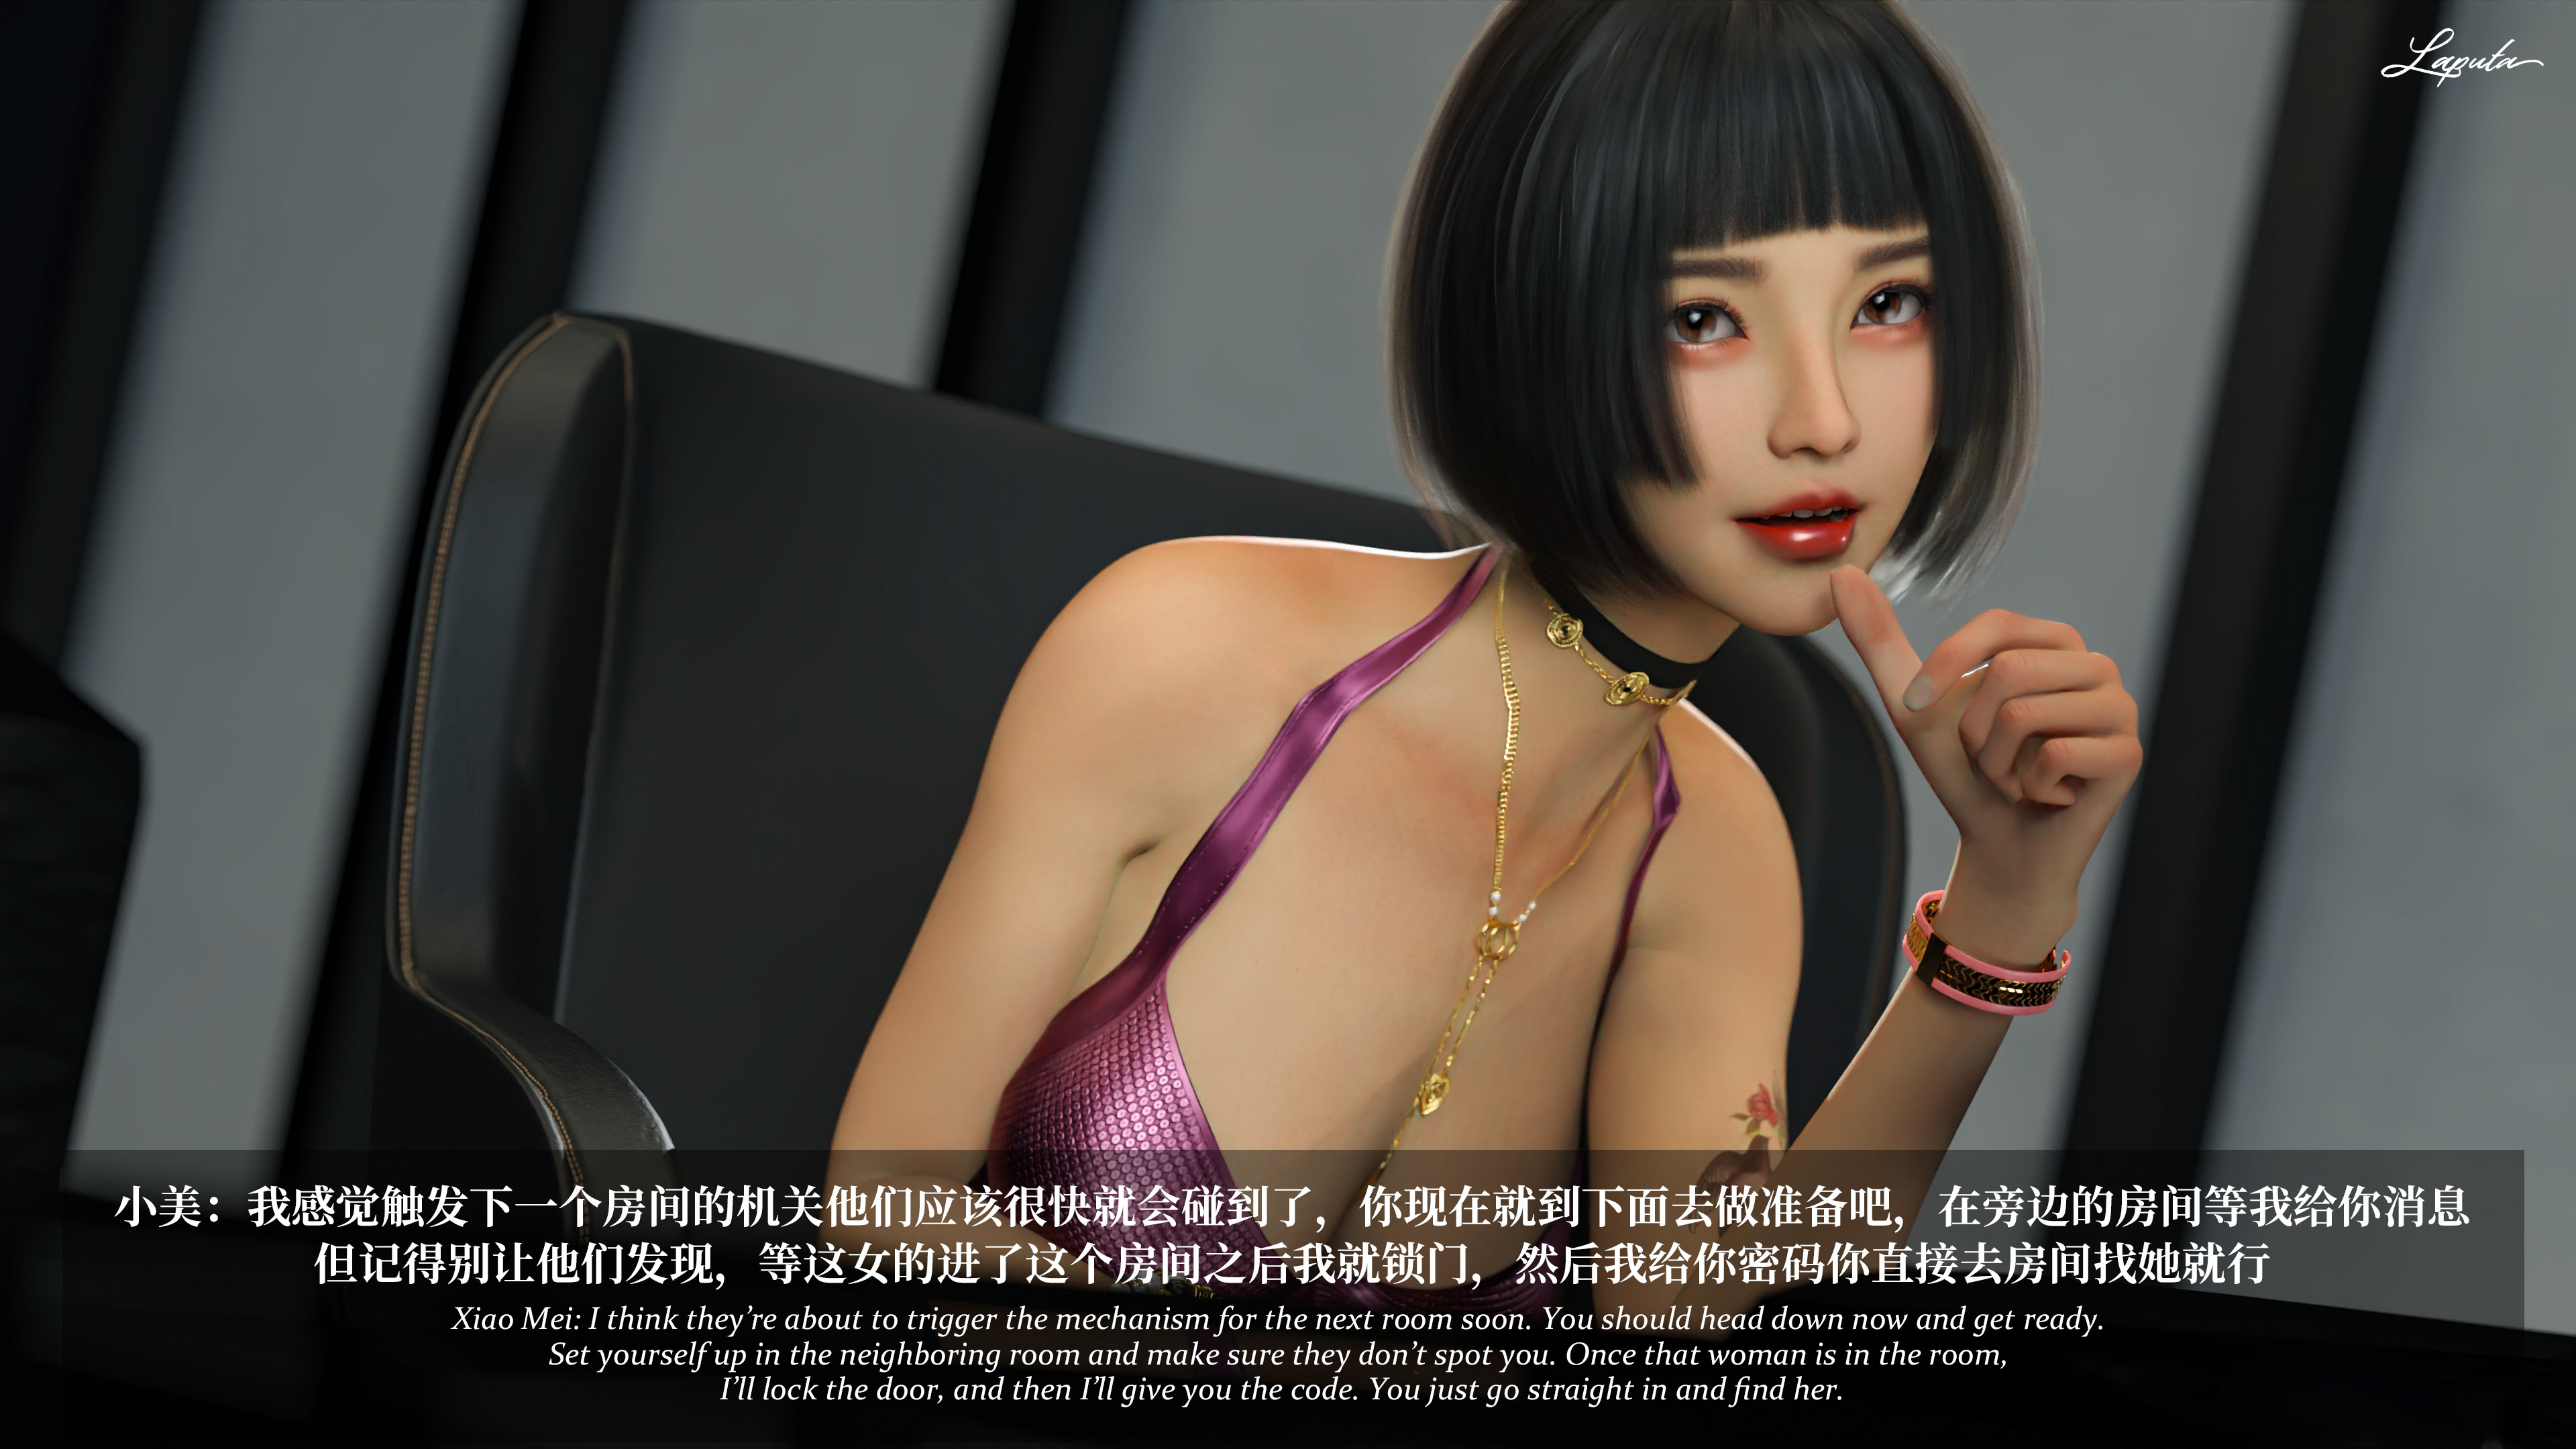 Laputa
小美：我感觉触发下一个房间的机关他们应该很快就会碰到了，你现在就到下面去做准备吧，在旁边的房间等我给你消息
但记得别让他们发现，等这女的进了这个房间之后我就锁门，然后我给你密码你直接去房间找她就行
Xiao Mei: I think they’re about to trigger the mechanism for the next room soon. You should head down now and get ready.
Set yourself up in the neighboring room and make sure they don’t spot you. Once that woman is in the room,
I’ll lock the door, and then I’ll give you the code. You just go straight in and find her.